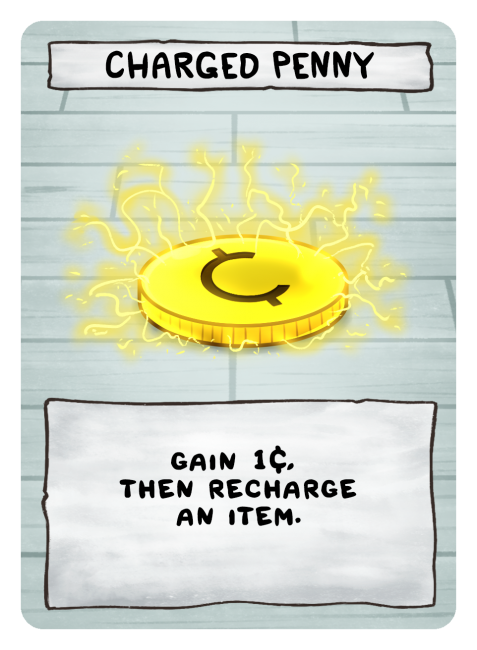 CHARGED PENNY
GAIN 1¢,
THEN RECHARGE
AN ITEM.